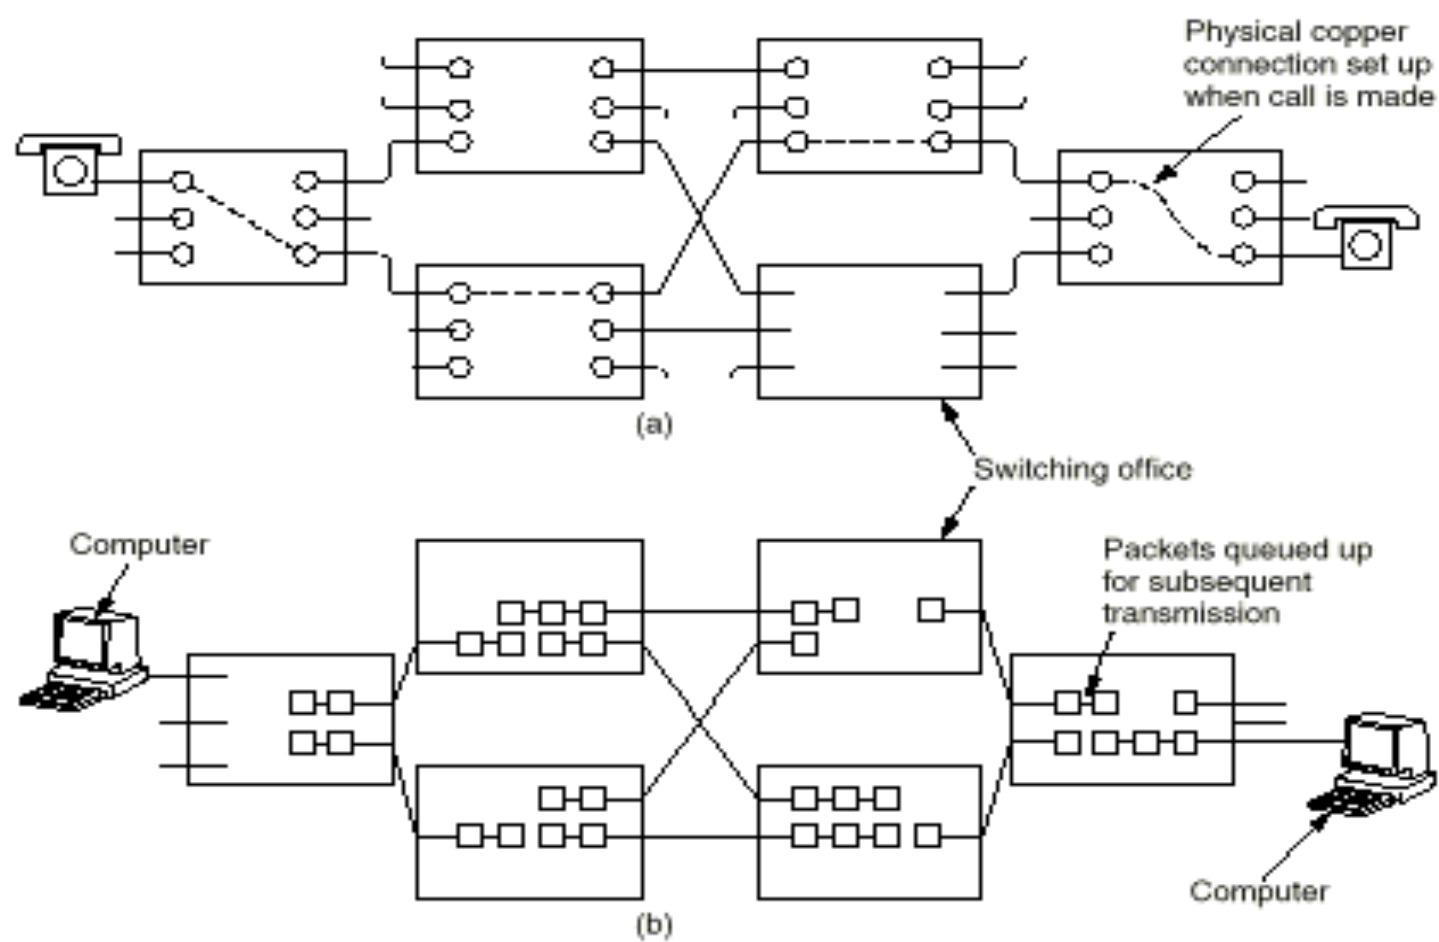 Physical copper
connection set up
when call is made
(a)
Switching office
Computer
Packets queued up
for subsequent
transmission
Computer
(b)